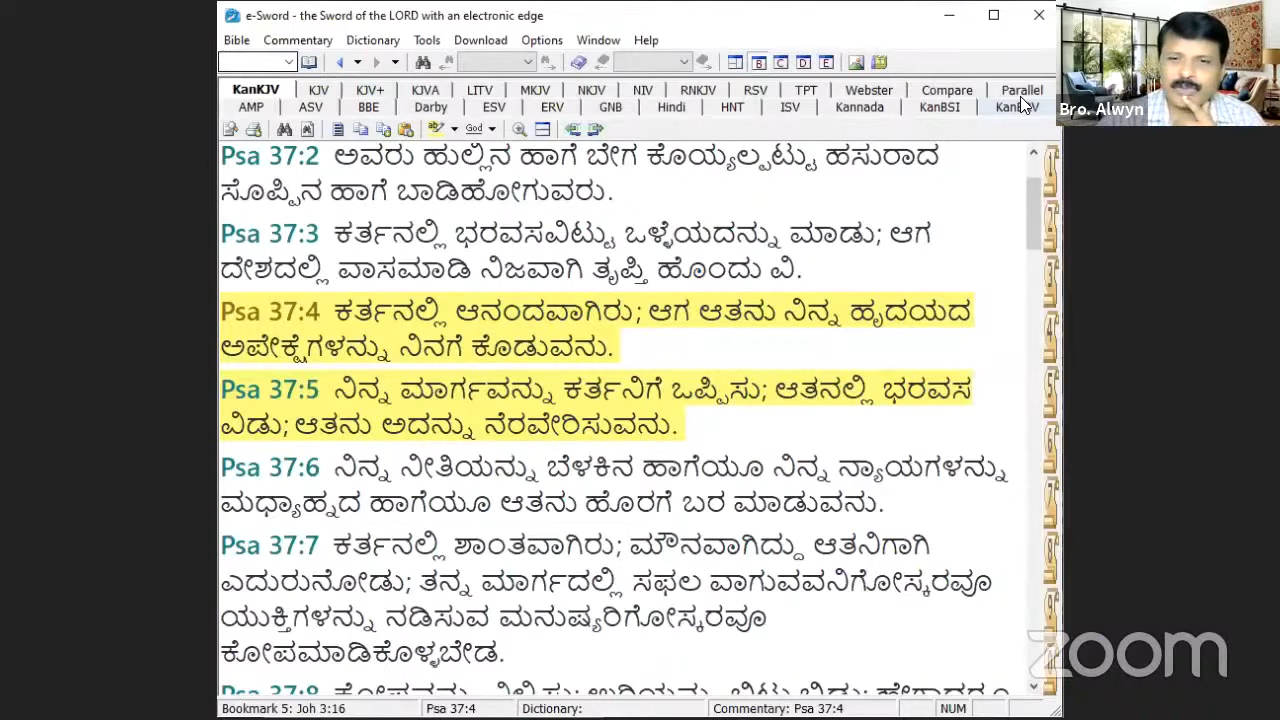 e-Sword - the Sword of the LORD with an electronic edge
Bible Commentary Dictionary Tools Download Options Window Help
KanKJV KJV KJV+ KJVA LITV MKJV NKJV NIV RNKJV RSV TPT Webster Compare Parallel
AMP ASV BBE Darby ESV ERV GNB Hindi HNT ISV Kannada KanBSI
Bro. Alwyn
God
Psa 37:2 ಅವರು ಹುಲ್ಲಿನ ಹಾಗೆ ಬೇಗ ಕೊಯ್ಯಲ್ಪಟ್ಟು ಹಸುರಾದ
ಸೊಪ್ಪಿನ ಹಾಗೆ ಬಾಡಿಹೋಗುವರು.
Psa 37:3 ಕರ್ತನಲ್ಲಿ ಭರವಸವಿಟ್ಟು ಒಳ್ಳೆಯದನ್ನು ಮಾಡು; ಆಗ
ದೇಶದಲ್ಲಿ ವಾಸಮಾಡಿ ನಿಜವಾಗಿ ತೃಪ್ತಿ ಹೊಂದು ವಿ.
Psa 37:4 ಕರ್ತನಲ್ಲಿ ಆನಂದವಾಗಿರು; ಆಗ ಆತನು ನಿನ್ನ ಹೃದಯದ
ಅಪೇಕ್ಷೆಗಳನ್ನು ನಿನಗೆ ಕೊಡುವನು.
Psa 37:5 ನಿನ್ನ ಮಾರ್ಗವನ್ನು ಕರ್ತನಿಗೆ ಒಪ್ಪಿಸು; ಆತನಲ್ಲಿ ಭರವಸ
ವಿಡು; ಆತನು ಅದನ್ನು ನೆರವೇರಿಸುವನು.
Psa 37:6 ನಿನ್ನ ನೀತಿಯನ್ನು ಬೆಳಕಿನ ಹಾಗೆಯೂ ನಿನ್ನ ನ್ಯಾಯಗಳನ್ನು
ಮಧ್ಯಾಹ್ನದ ಹಾಗೆಯೂ ಆತನು ಹೊರಗೆ ಬರ ಮಾಡುವನು.
Psa 37:7 ಕರ್ತನಲ್ಲಿ ಶಾಂತವಾಗಿರು; ಮೌನವಾಗಿದ್ದು ಆತನಿಗಾಗಿ
ಎದುರುನೋಡು; ತನ್ನ ಮಾರ್ಗದಲ್ಲಿ ಸಫಲ ವಾಗುವವನಿಗೋಸ್ಕರವೂ
ಯುಕ್ತಿಗಳನ್ನು ನಡಿಸುವ ಮನುಷ್ಯರಿಗೋಸ್ಕರವೂ
ಕೋಪಮಾಡಿಕೊಳ್ಳಬೇಡ.
Psa 37:8
zoom
Bookmark 5: Joh 3:16 Psa 37:4 Dictionary: Commentary: Psa 37:4 NUM